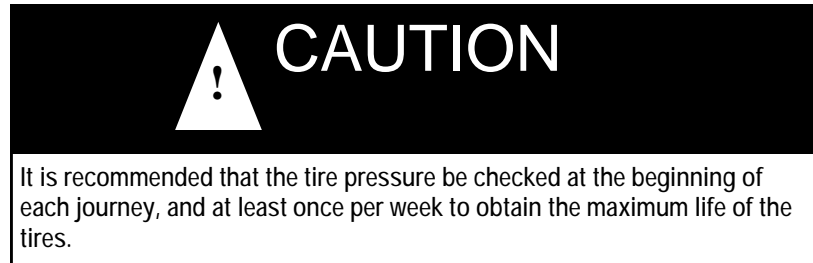 ! CAUTION
It is recommended that the tire pressure be checked at the beginning of
each journey, and at least once per week to obtain the maximum life of the
tires.